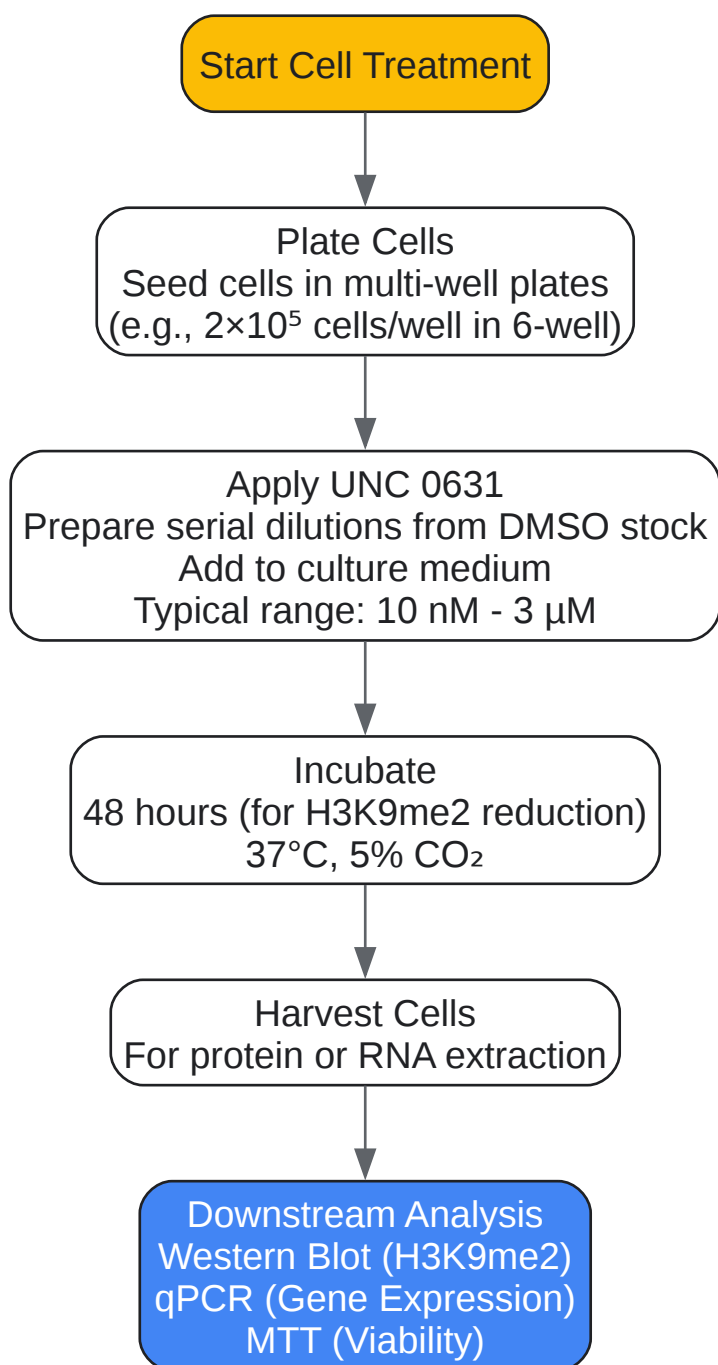 Start Cell Treatment
Plate Cells
Seed cells in multi-well plates
(e.g., 2×10⁵ cells/well in 6-well)
Apply UNC 0631
Prepare serial dilutions from DMSO stock
Add to culture medium
Typical range: 10 nM - 3 µM
Incubate
48 hours (for H3K9me2 reduction)
37°C, 5% CO₂
Harvest Cells
For protein or RNA extraction
Downstream Analysis
Western Blot (H3K9me2)
qPCR (Gene Expression)
MTT (Viability)